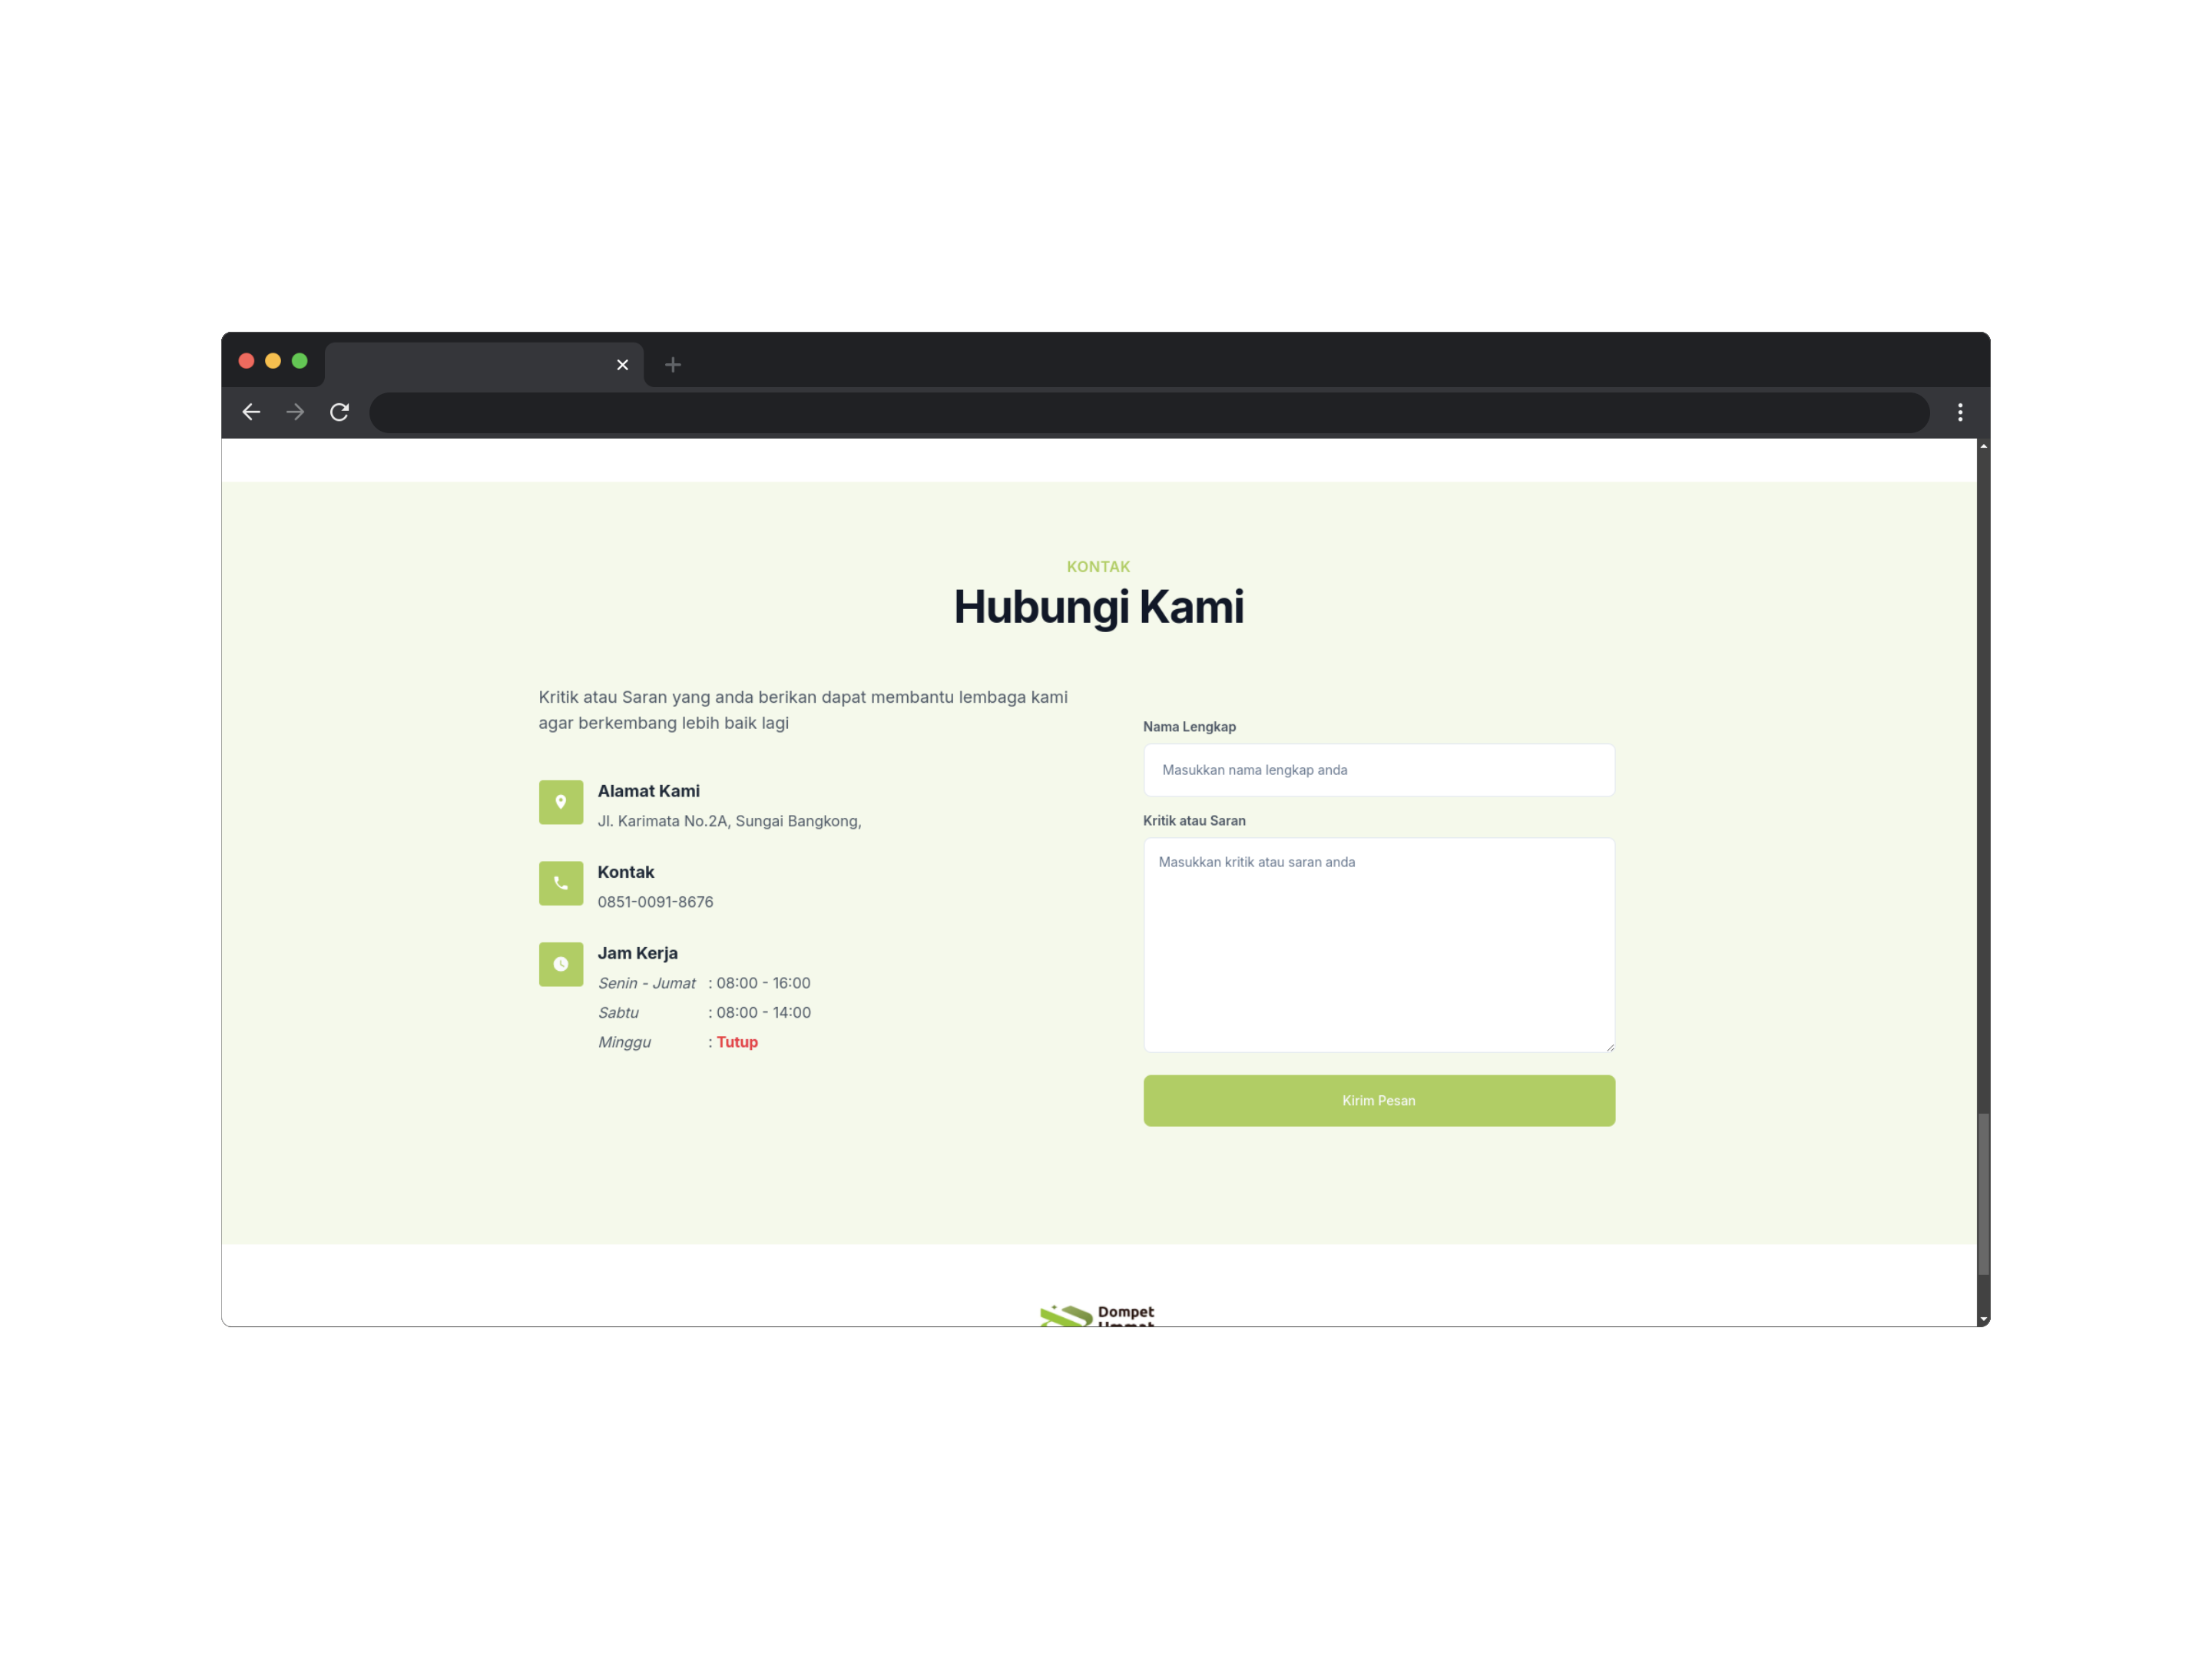 KONTAK
Hubungi Kami
Kritik atau Saran yang anda berikan dapat membantu lembaga kami
agar berkembang lebih baik lagi
Alamat Kami
Jl. Karimata No.2A, Sungai Bangkong,
Kontak
0851-0091-8676
Jam Kerja
Senin - Jumat : 08:00 - 16:00
Sabtu : 08:00 - 14:00
Minggu : Tutup
Nama Lengkap
Masukkan nama lengkap anda
Kritik atau Saran
Masukkan kritik atau saran anda
Kirim Pesan
Dompet